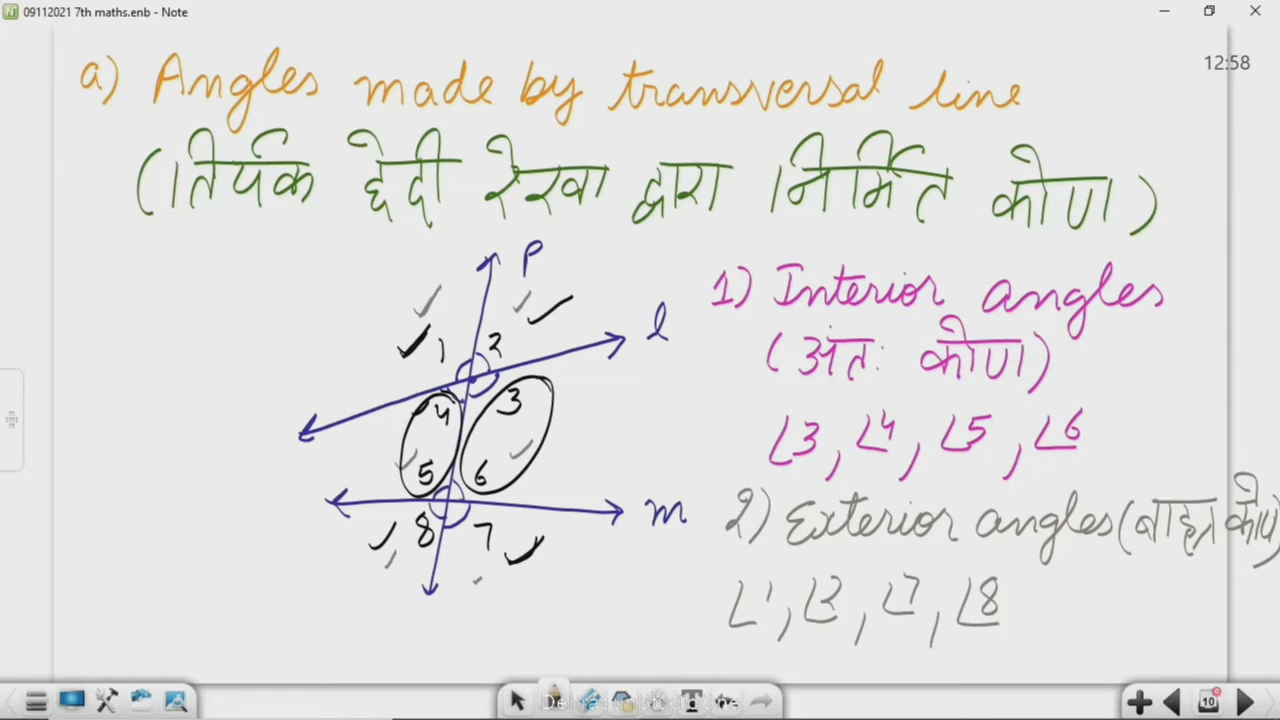 09112021 7th maths.enb - Note
12:58
a) Angles made by transversal line
(तिर्यक छेदी रेखा द्वारा निर्मित कोण)
P
l
1 2
4 3
5 6
8 7
m
1) Interior angles
(अंतः कोण)
∠3, ∠4, ∠5, ∠6
2) Exterior angles (बाह्य कोण)
∠1, ∠2, ∠7, ∠8
10